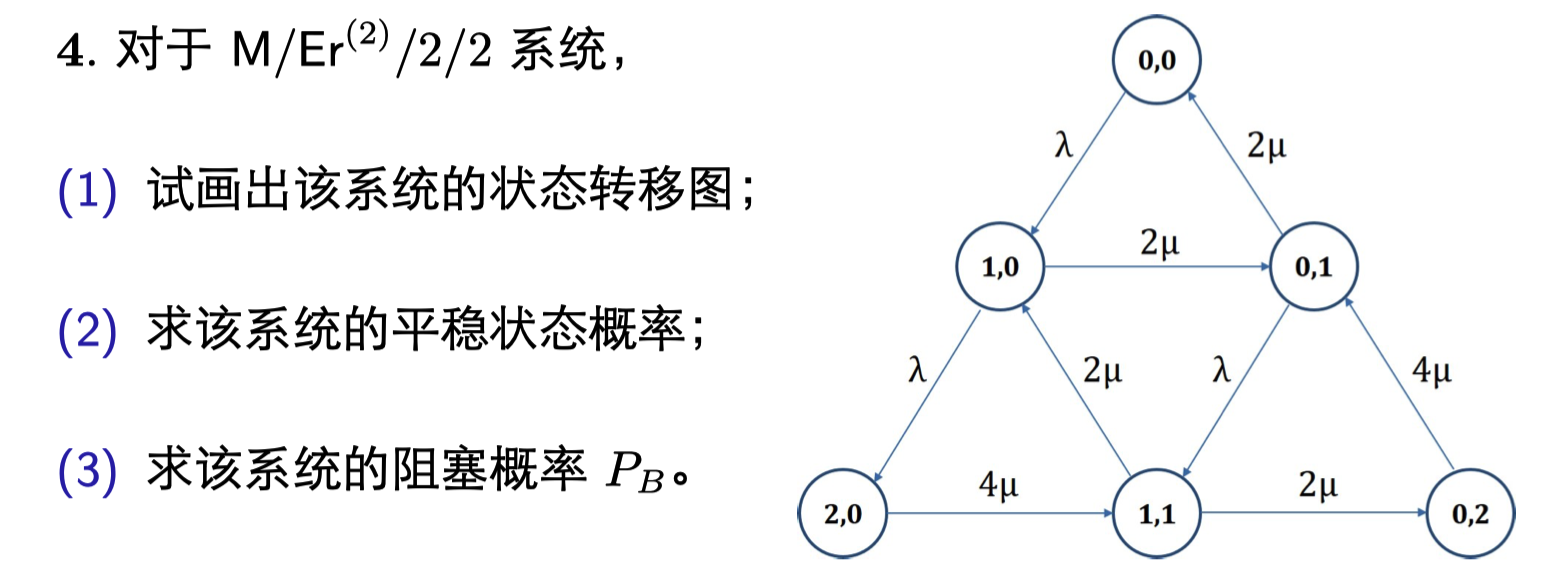 4. 对于 M/Er⁽²⁾/2/2 系统，
(1) 试画出该系统的状态转移图；
(2) 求该系统的平稳状态概率；
(3) 求该系统的阻塞概率 P_B。
0,0
λ
2μ
1,0
2μ
0,1
λ
2μ
λ
4μ
2,0
4μ
1,1
2μ
0,2